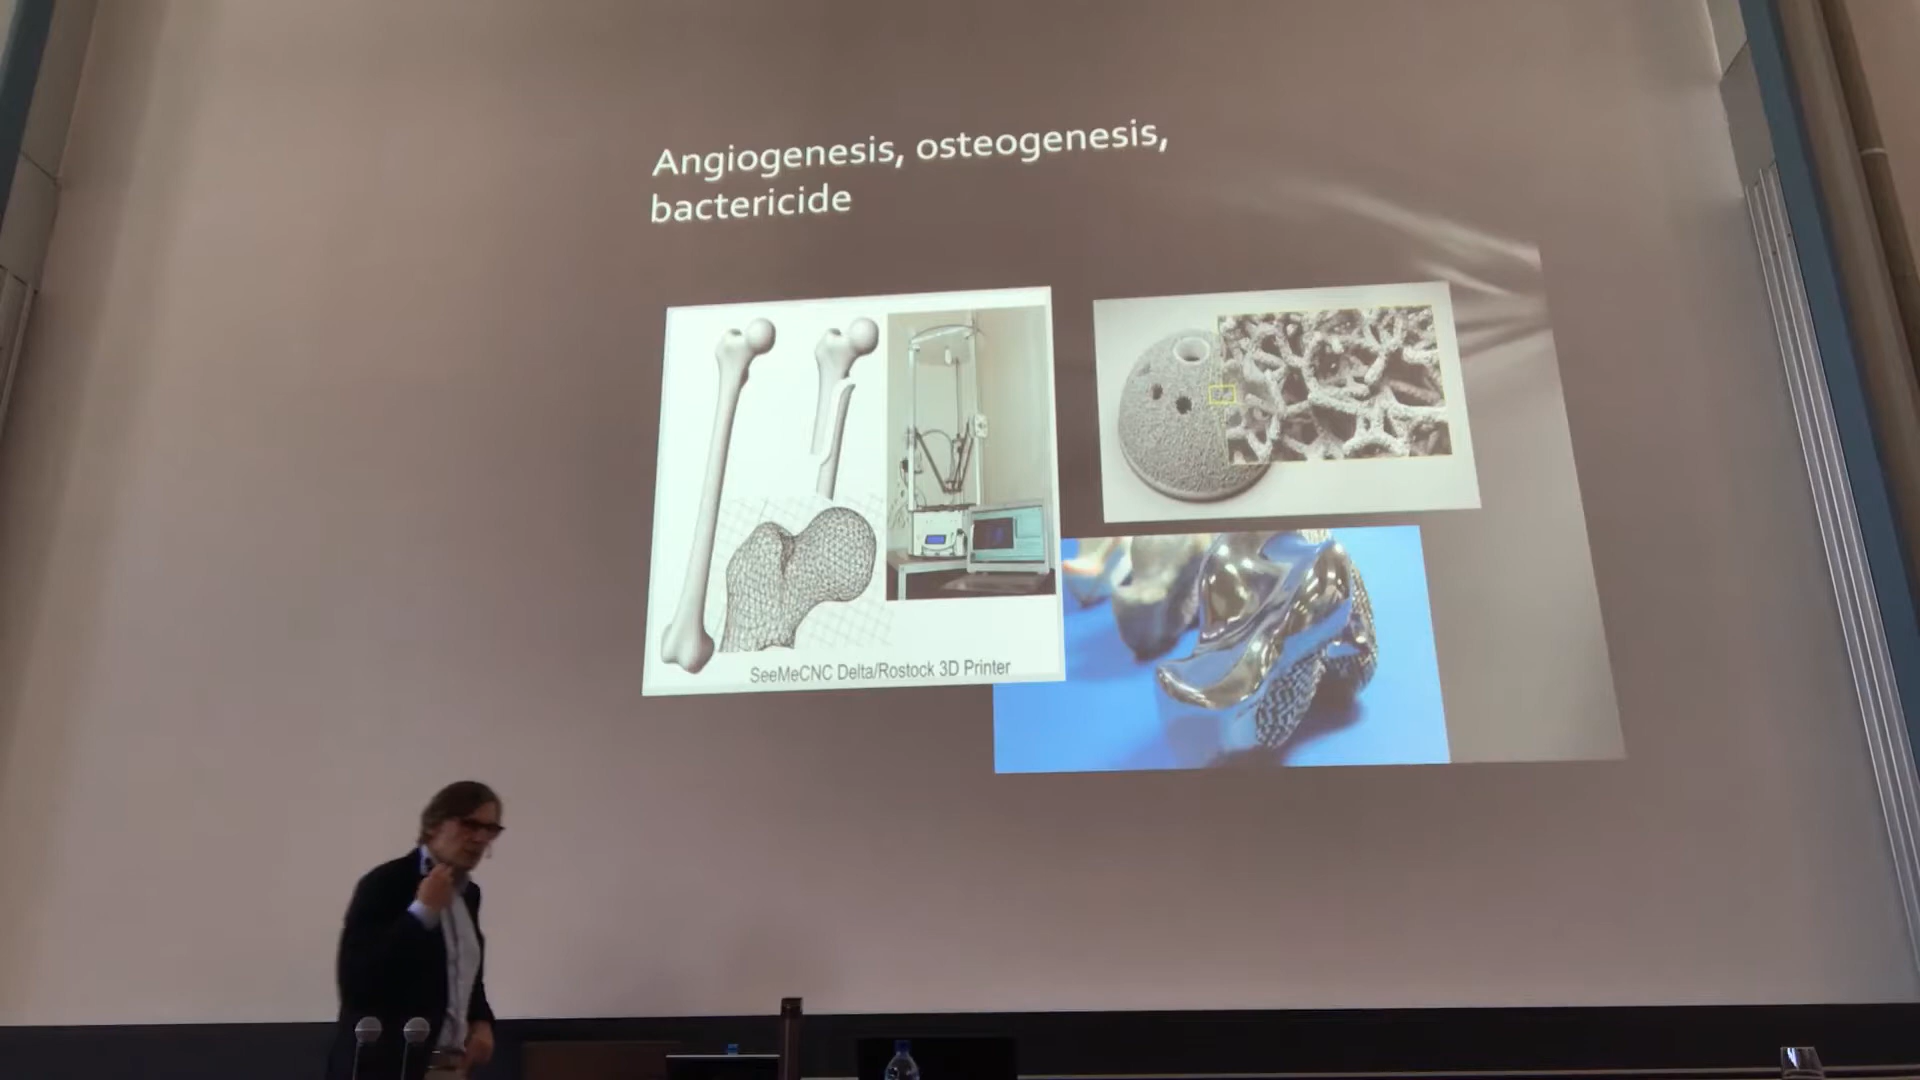 Angiogenesis, osteogenesis,
bactericide
SeeMeCNC Delta/Rostock 3D Printer